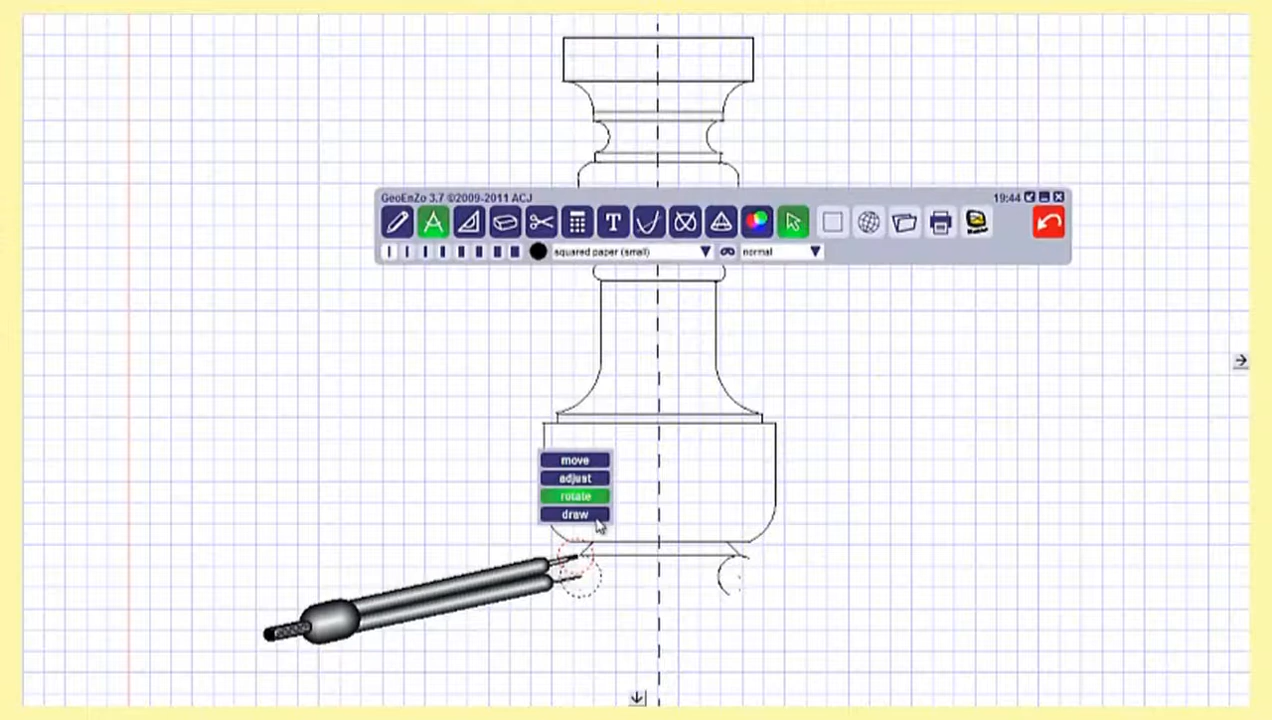 GeoEnZo 3.7 ©2009-2011 ACJ 19:44
T
squared paper (small) normal
move
adjust
rotate
draw